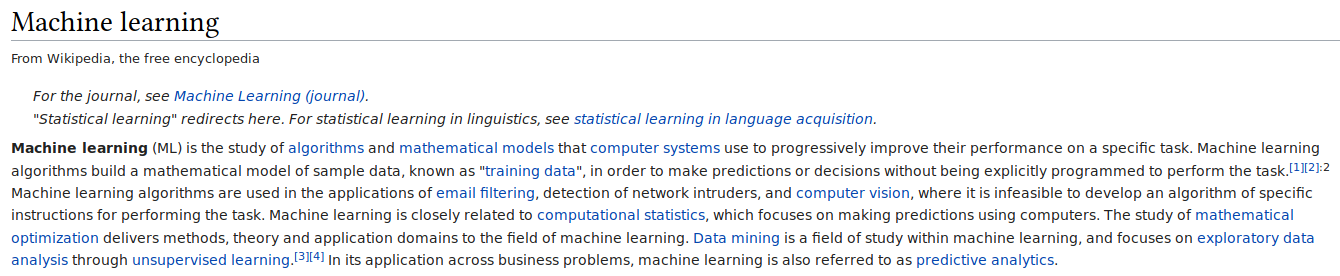 Machine learning
From Wikipedia, the free encyclopedia
For the journal, see Machine Learning (journal).
"Statistical learning" redirects here. For statistical learning in linguistics, see statistical learning in language acquisition.
Machine learning (ML) is the study of algorithms and mathematical models that computer systems use to progressively improve their performance on a specific task. Machine learning
algorithms build a mathematical model of sample data, known as "training data", in order to make predictions or decisions without being explicitly programmed to perform the task.[1][2]:2
Machine learning algorithms are used in the applications of email filtering, detection of network intruders, and computer vision, where it is infeasible to develop an algorithm of specific
instructions for performing the task. Machine learning is closely related to computational statistics, which focuses on making predictions using computers. The study of mathematical
optimization delivers methods, theory and application domains to the field of machine learning. Data mining is a field of study within machine learning, and focuses on exploratory data
analysis through unsupervised learning.[3][4] In its application across business problems, machine learning is also referred to as predictive analytics.